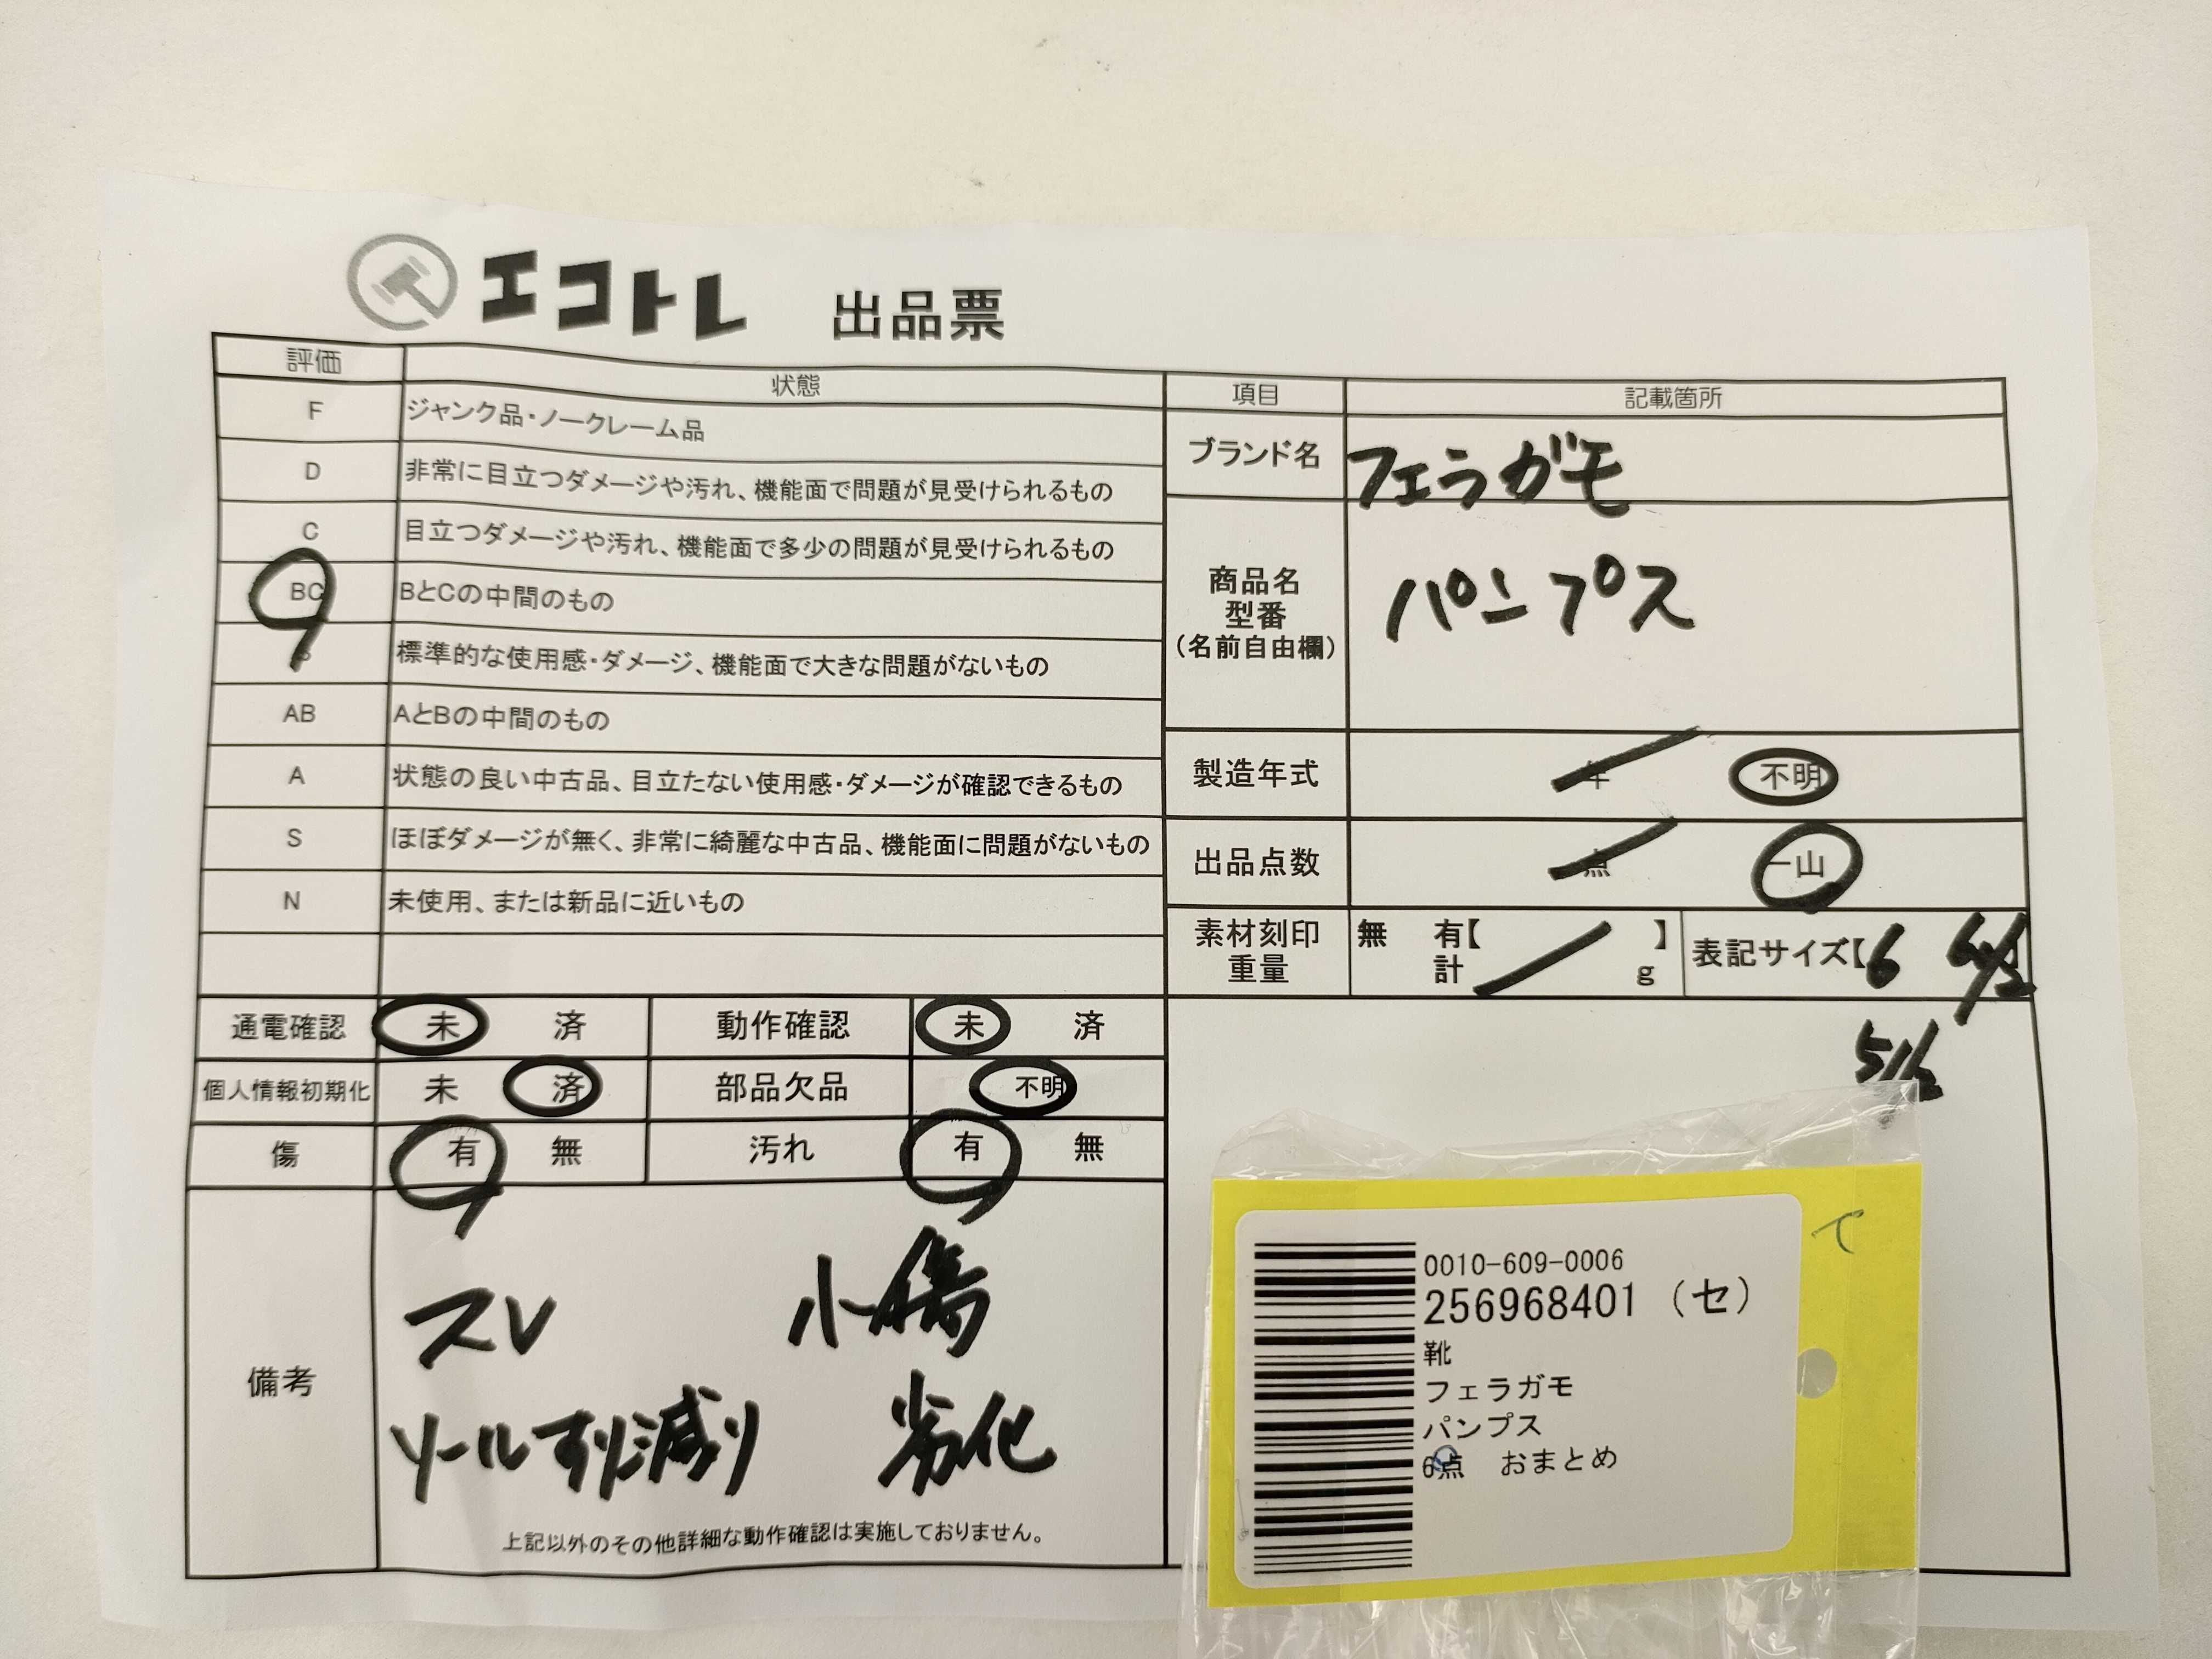 エコトレ 出品票
評価 状態
F ジャンク品・ノークレーム品
D 非常に目立つダメージや汚れ、機能面で問題が見受けられるもの
C 目立つダメージや汚れ、機能面で多少の問題が見受けられるもの
BC BとCの中間のもの
B 標準的な使用感・ダメージ、機能面で大きな問題がないもの
AB AとBの中間のもの
A 状態の良い中古品、目立たない使用感・ダメージが確認できるもの
S ほぼダメージが無く、非常に綺麗な中古品、機能面に問題がないもの
N 未使用、または新品に近いもの
項目 記載箇所
ブランド名 フェラガモ
商品名
型番
(名前自由欄)
パンプス
製造年式 年 不明
出品点数 点 一山
素材刻印 無 有【 】
重量 計 g
表記サイズ【6 6 1/2
5 1/2
通電確認 未 済 動作確認 未 済
個人情報初期化 未 済 部品欠品 不明
傷 有 無 汚れ 有 無
備考
スレ 小傷
ソールすり減り 劣化
上記以外のその他詳細な動作確認は実施しておりません。
0010-609-0006
256968401 (セ)
靴
フェラガモ
パンプス
6点 おまとめ